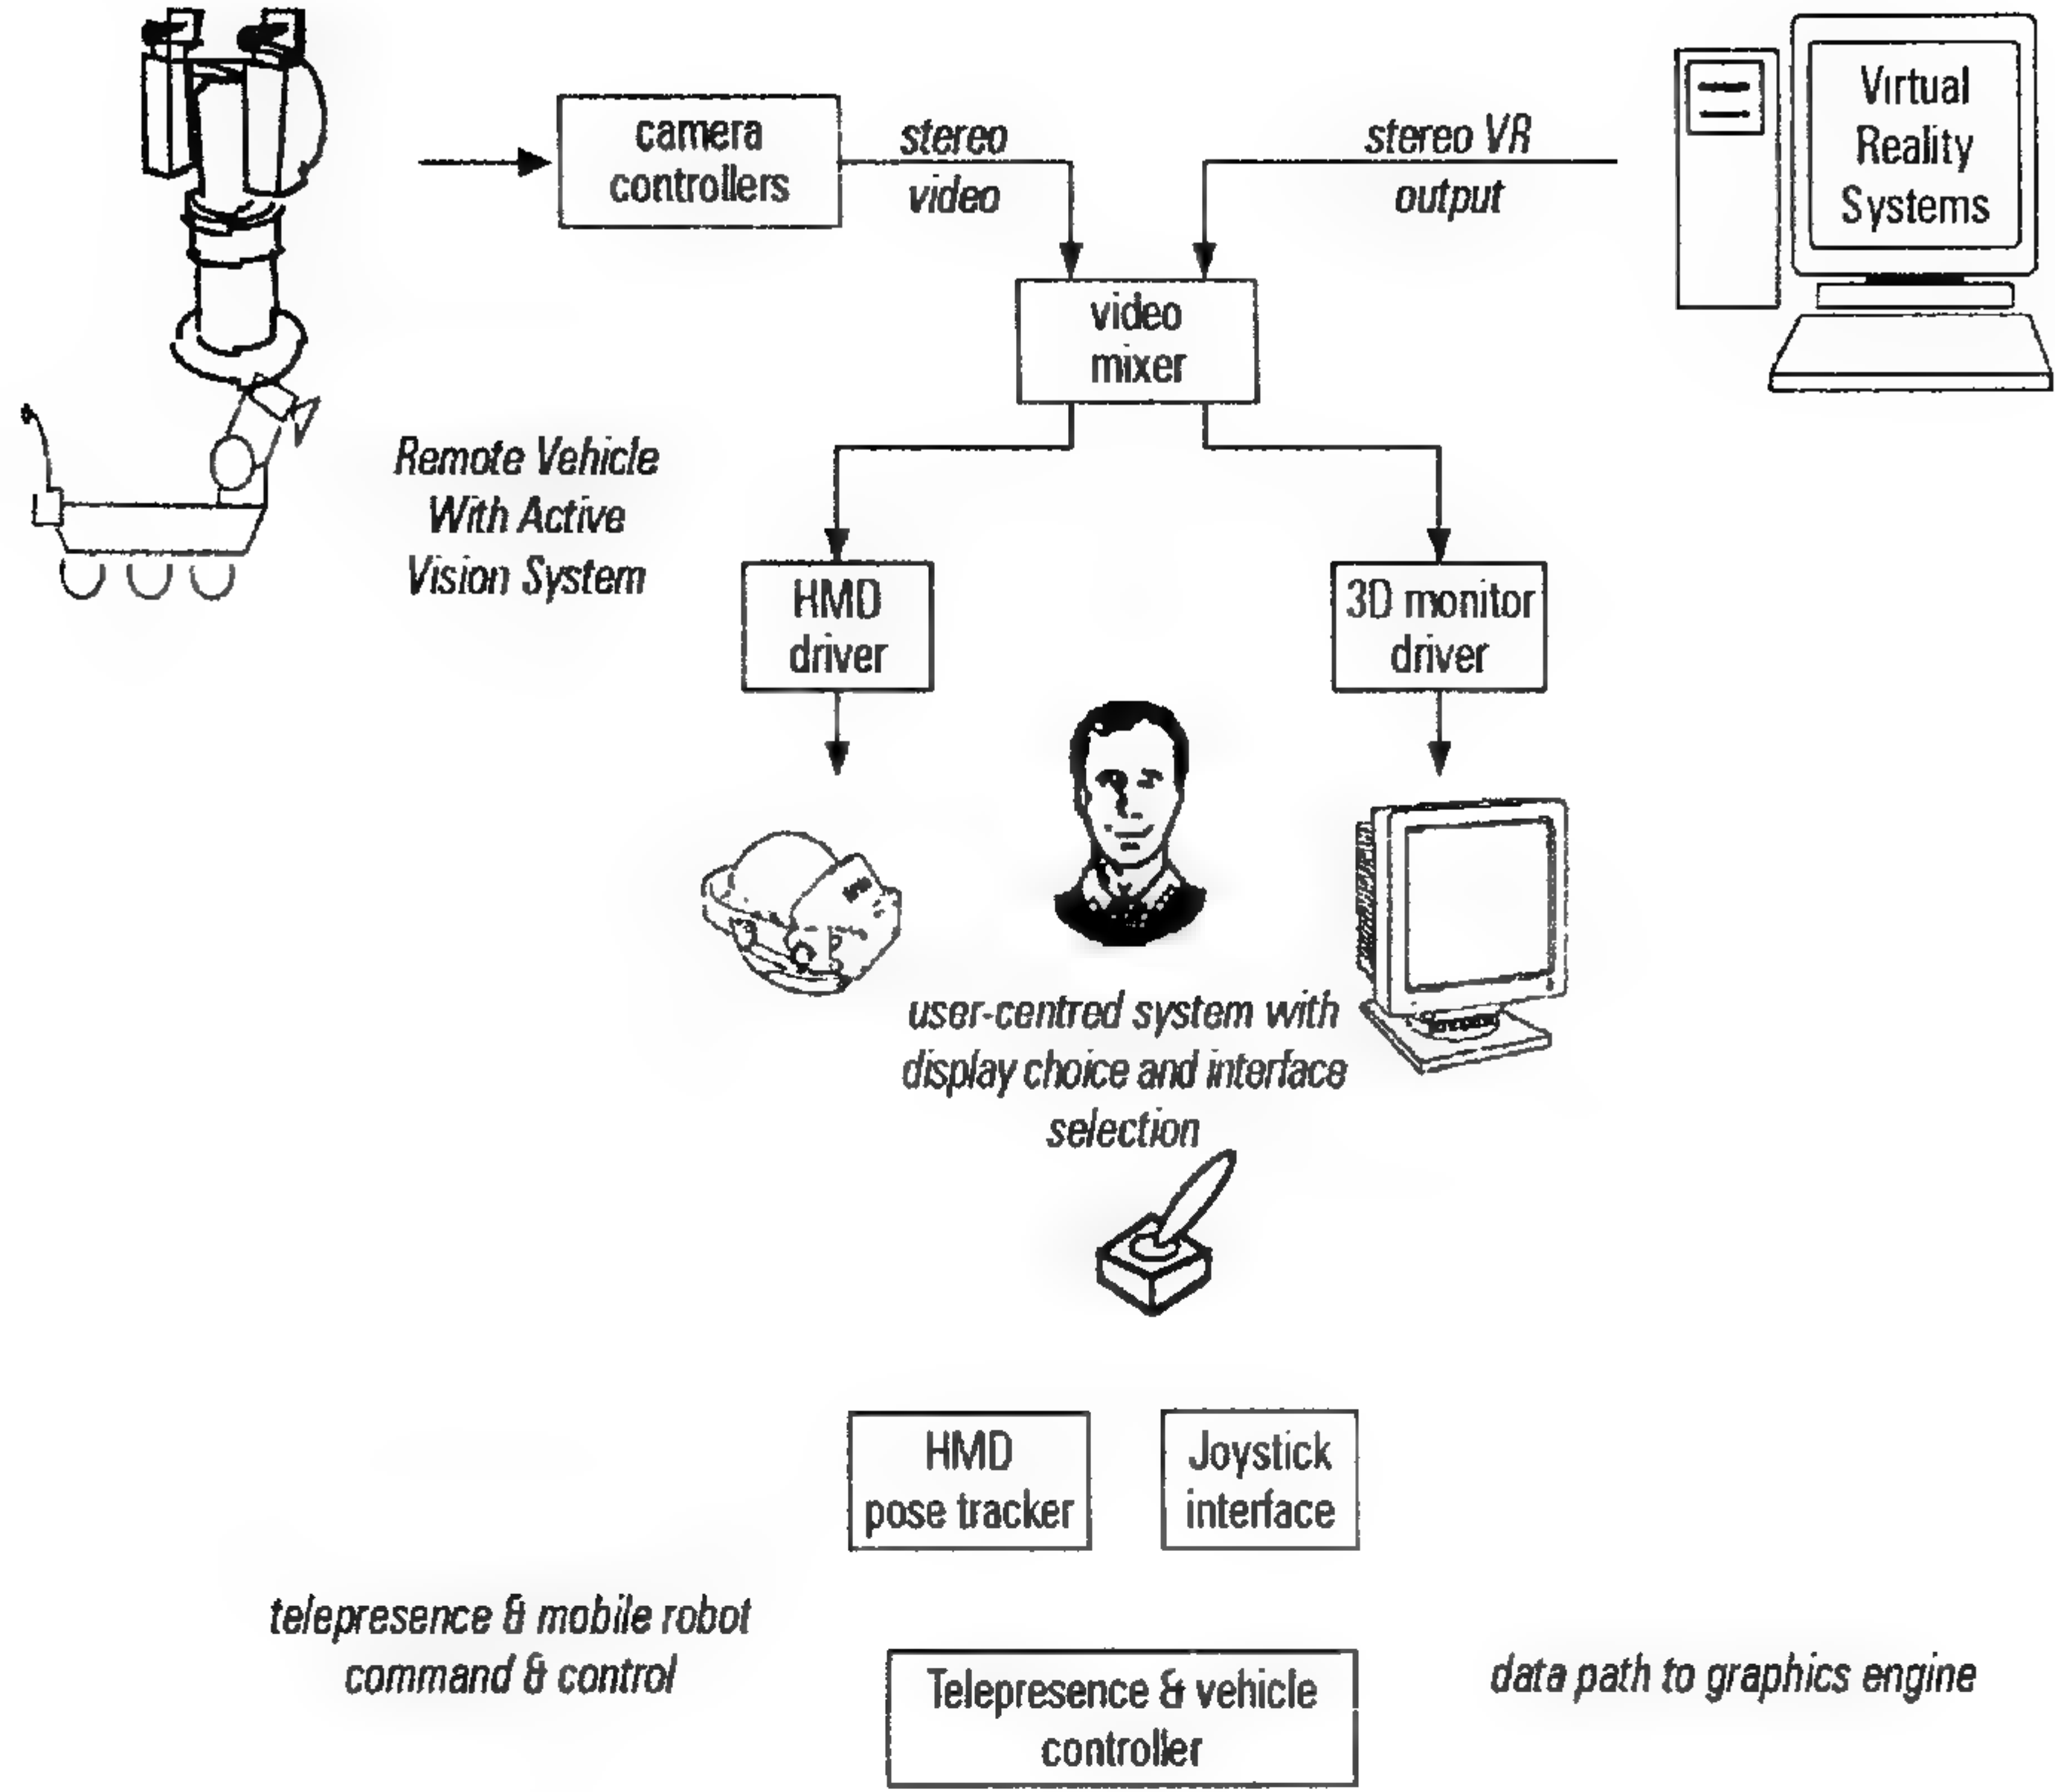 camera
controllers
stereo
video
stereo VR
output
Virtual
Reality
Systems
video
mixer
Remote Vehicle
With Active
Vision System
HMD
driver
3D monitor
driver
user-centred system with
display choice and interface
selection
HMD
pose tracker
Joystick
interface
telepresence & mobile robot
command & control
Telepresence & vehicle
controller
data path to graphics engine